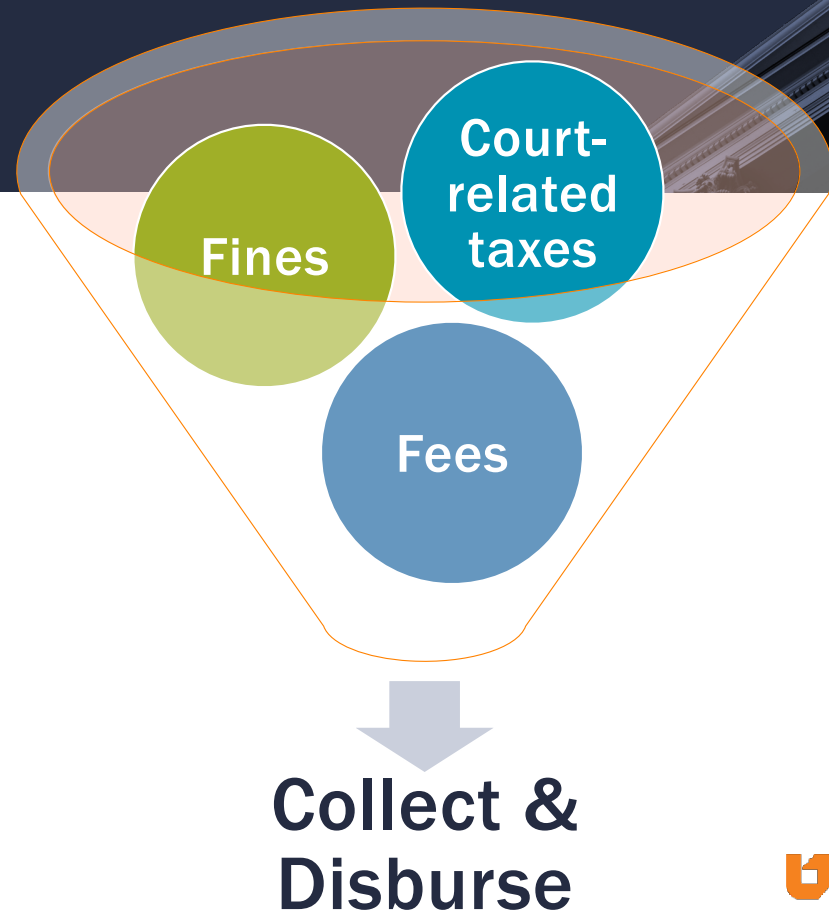 Court-
related
taxes
Fines
Fees
Collect &
Disburse